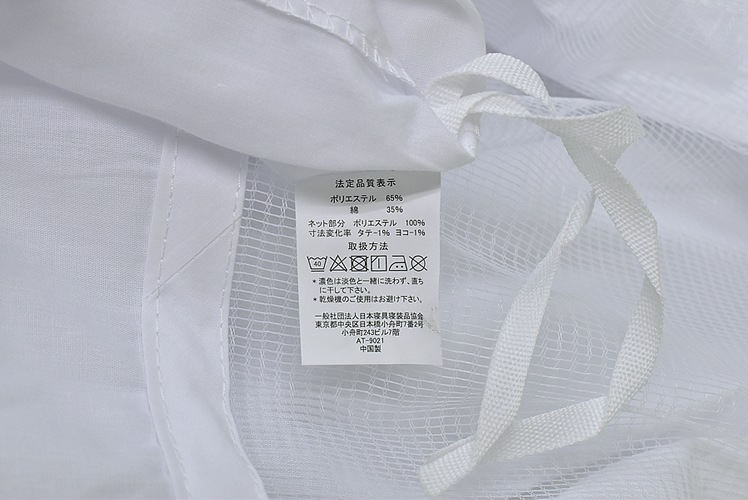 法定品質表示
ポリエステル 65%
綿 35%
ネット部分 ポリエステル 100%
寸法変化率 タテ-1% ヨコ-1%
取扱方法
40
*濃色は淡色と一緒に洗わず、直ち
に干して下さい。
*乾燥機のご使用はお避け下さい。
一般社団法人日本寝具寝装品協会
東京都中央区日本橋小舟町7番2号
小舟町243ビル7階
AT-9021
中国製